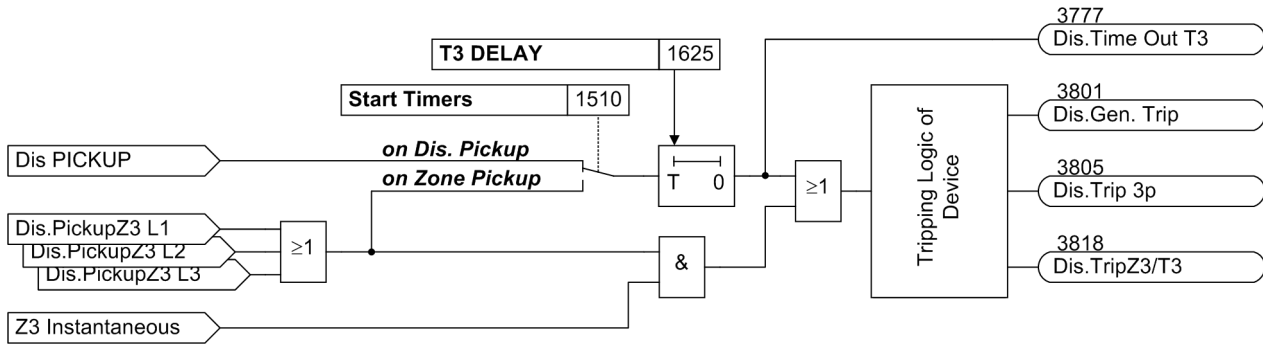 3777
Dis.Time Out T3
T3 DELAY 1625
3801
Dis.Gen. Trip
Start Timers 1510
Dis PICKUP
on Dis. Pickup
on Zone Pickup
T 0
≥1
Tripping Logic of
Device
3805
Dis.Trip 3p
Dis.PickupZ3 L1
Dis.PickupZ3 L2
Dis.PickupZ3 L3
≥1
&
3818
Dis.TripZ3/T3
Z3 Instantaneous